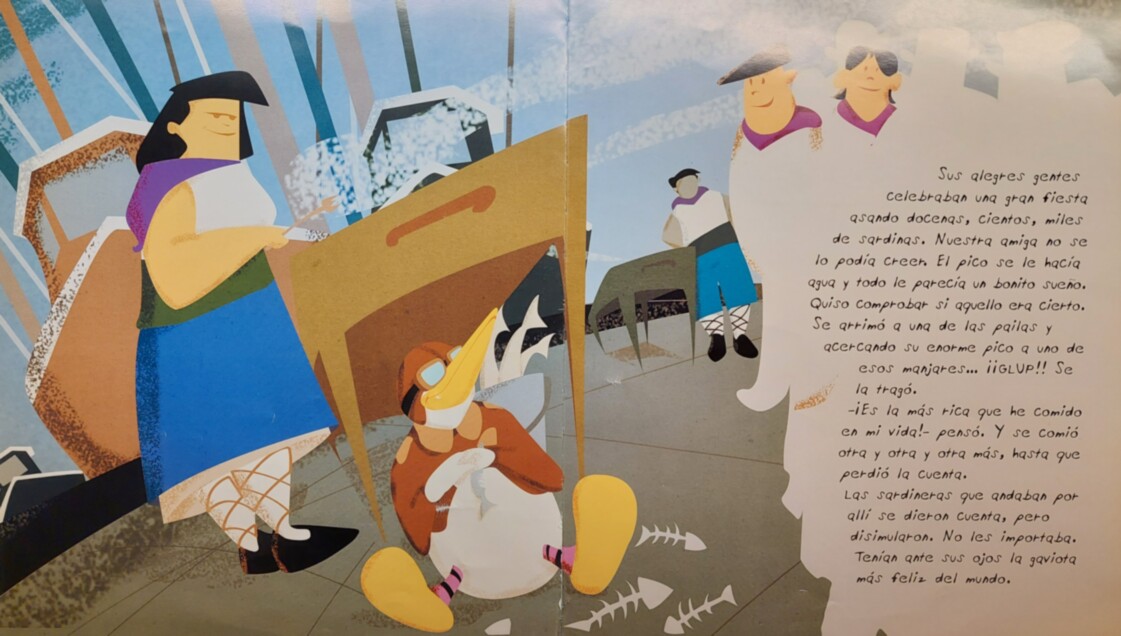 Sus alegres gentes
celebraban una gran fiesta
asando docenas, cientos, miles
de sardinas. Nuestra amiga no se
lo podía creer. El pico se le hacía
agua y todo le parecía un bonito sueño.
Quiso comprobar si aquello era cierto.
Se arrimó a una de las pailas y
acercando su enorme pico a uno de
esos manjares... ¡¡GLUP!! Se
la tragó.
-¡Es la más rica que he comido
en mi vida!- pensó. Y se comió
otra y otra y otra más, hasta que
perdió la cuenta.
Las sardineras que andaban por
allí se dieron cuenta, pero
disimularon. No les importaba.
Tenían ante sus ojos la gaviota
más feliz del mundo.